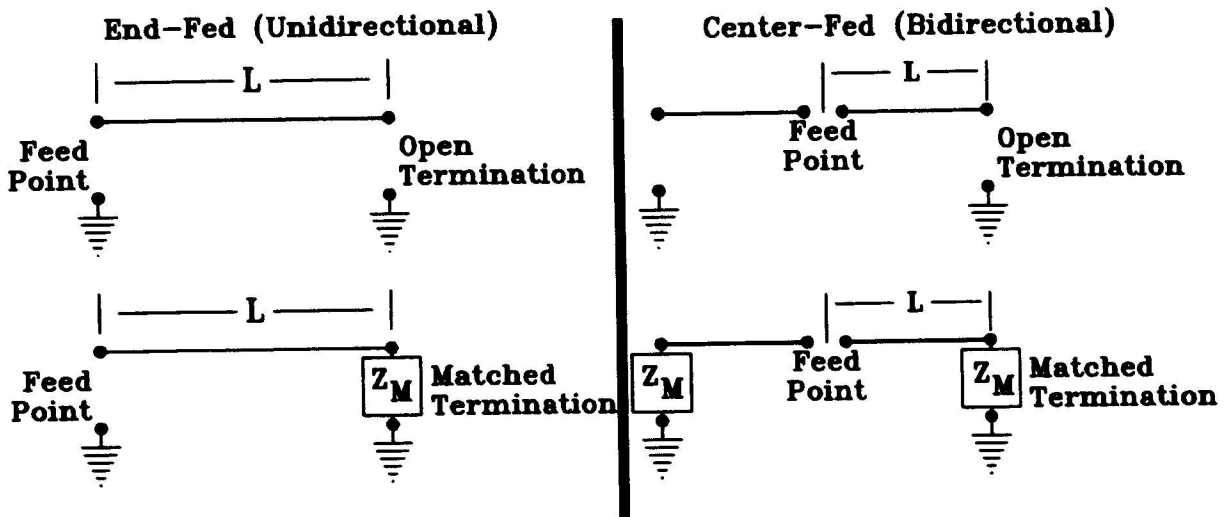 End-Fed (Unidirectional)
L
Feed
Point
Open
Termination
L
Feed
Point
Z_M
Matched
Termination
Center-Fed (Bidirectional)
L
Feed
Point
Open
Termination
L
Z_M
Feed
Point
Z_M
Matched
Termination